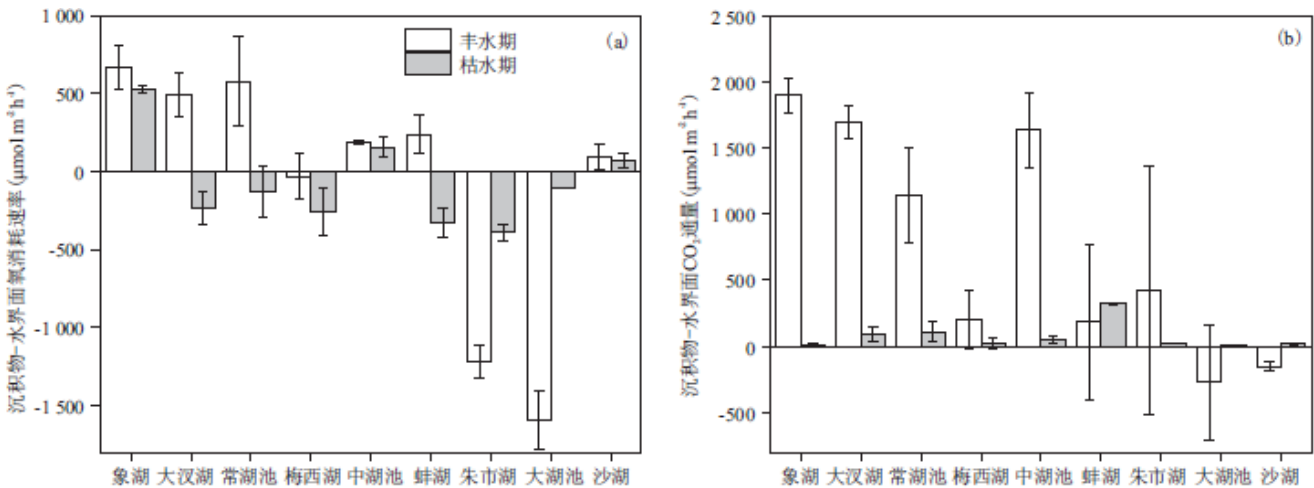 1 000
500
0
-500
-1 000
-1 500
沉积物-水界面氧消耗速率 (μmol m⁻² h⁻¹)
丰水期
枯水期
(a)
象湖 大汊湖 常湖池 梅西湖 中湖池 蚌湖 朱市湖 大湖池 沙湖
2 500
2 000
1 500
1 000
500
0
-500
沉积物-水界面CO₂通量 (μmol m⁻² h⁻¹)
(b)
象湖 大汊湖 常湖池 梅西湖 中湖池 蚌湖 朱市湖 大湖池 沙湖